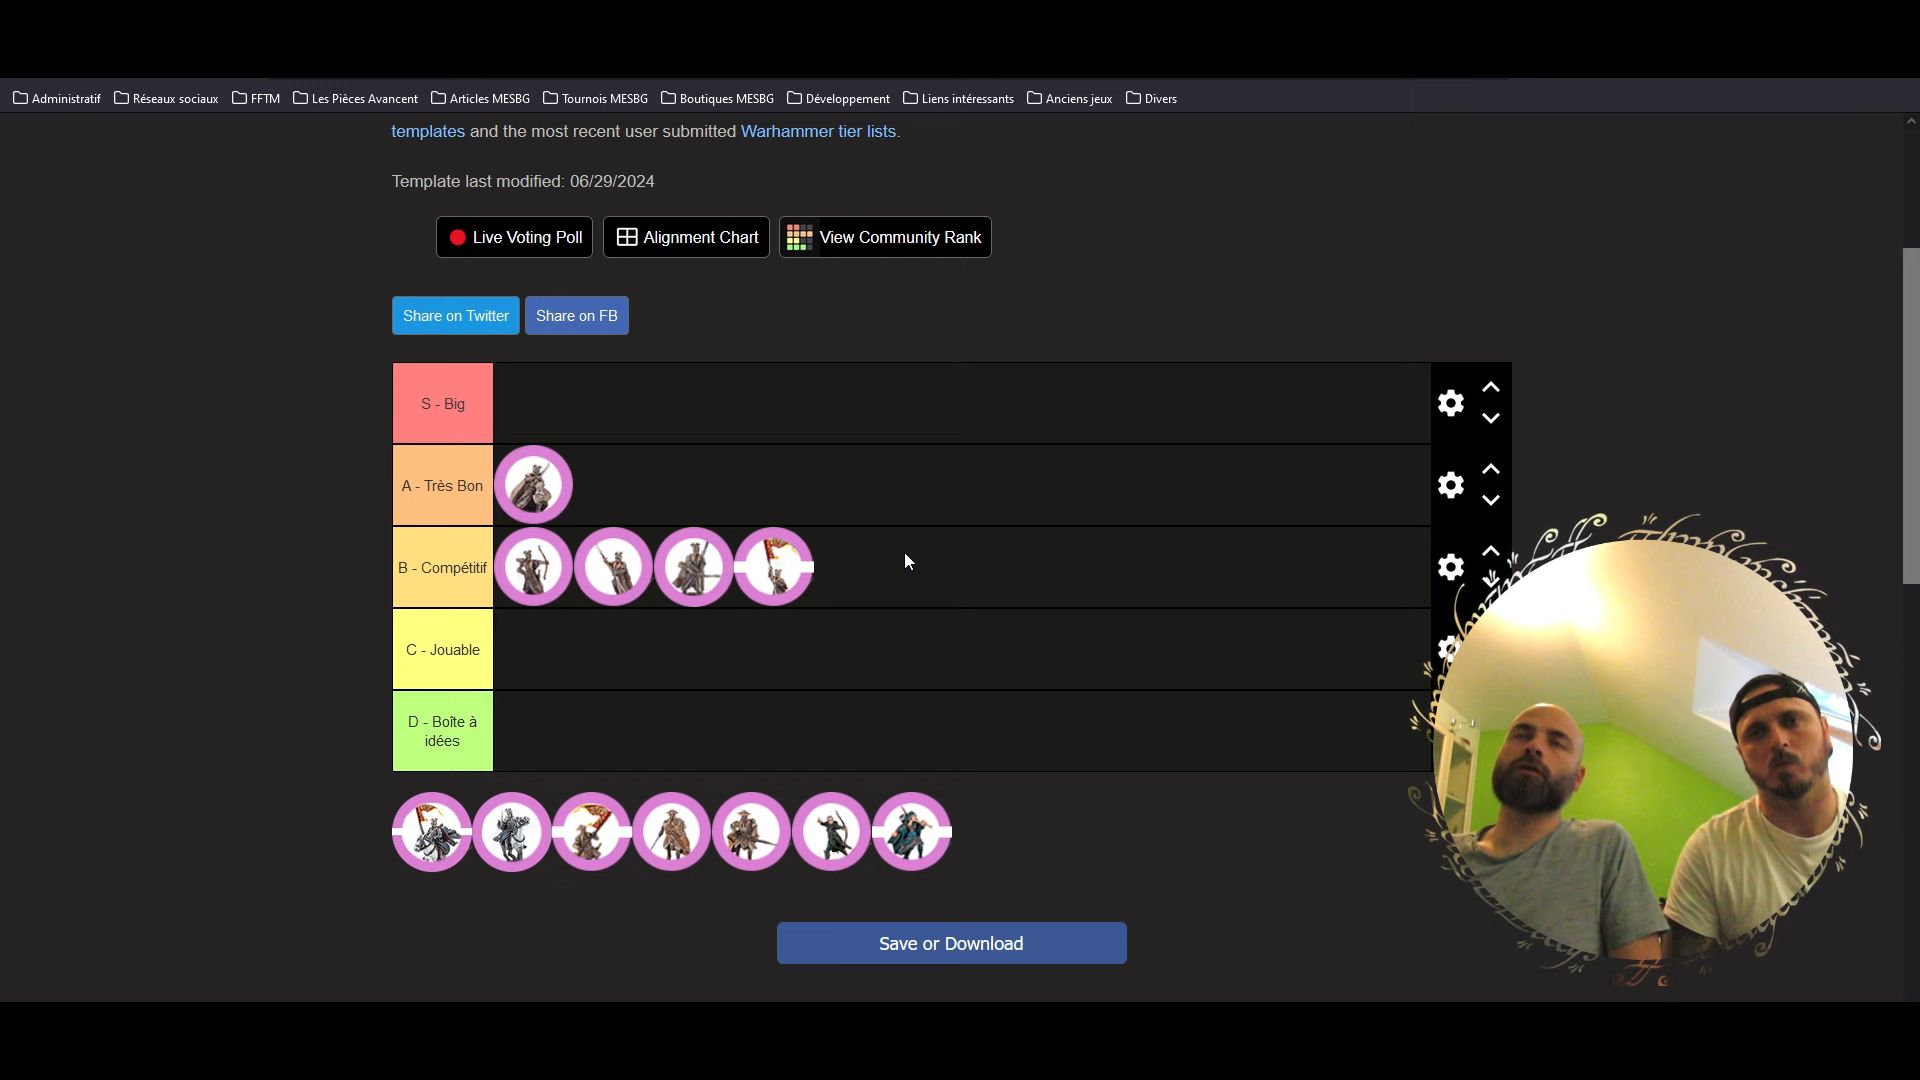 Administratif Réseaux sociaux FFTM Les Pièces Avancent Articles MESBG Tournois MESBG Boutiques MESBG Développement Liens intéressants Anciens jeux Divers
templates and the most recent user submitted Warhammer tier lists.
Template last modified: 06/29/2024
Live Voting Poll Alignment Chart View Community Rank
Share on Twitter Share on FB
S - Big
A - Très Bon
B - Compétitif
C - Jouable
D - Boîte à
idées
Save or Download